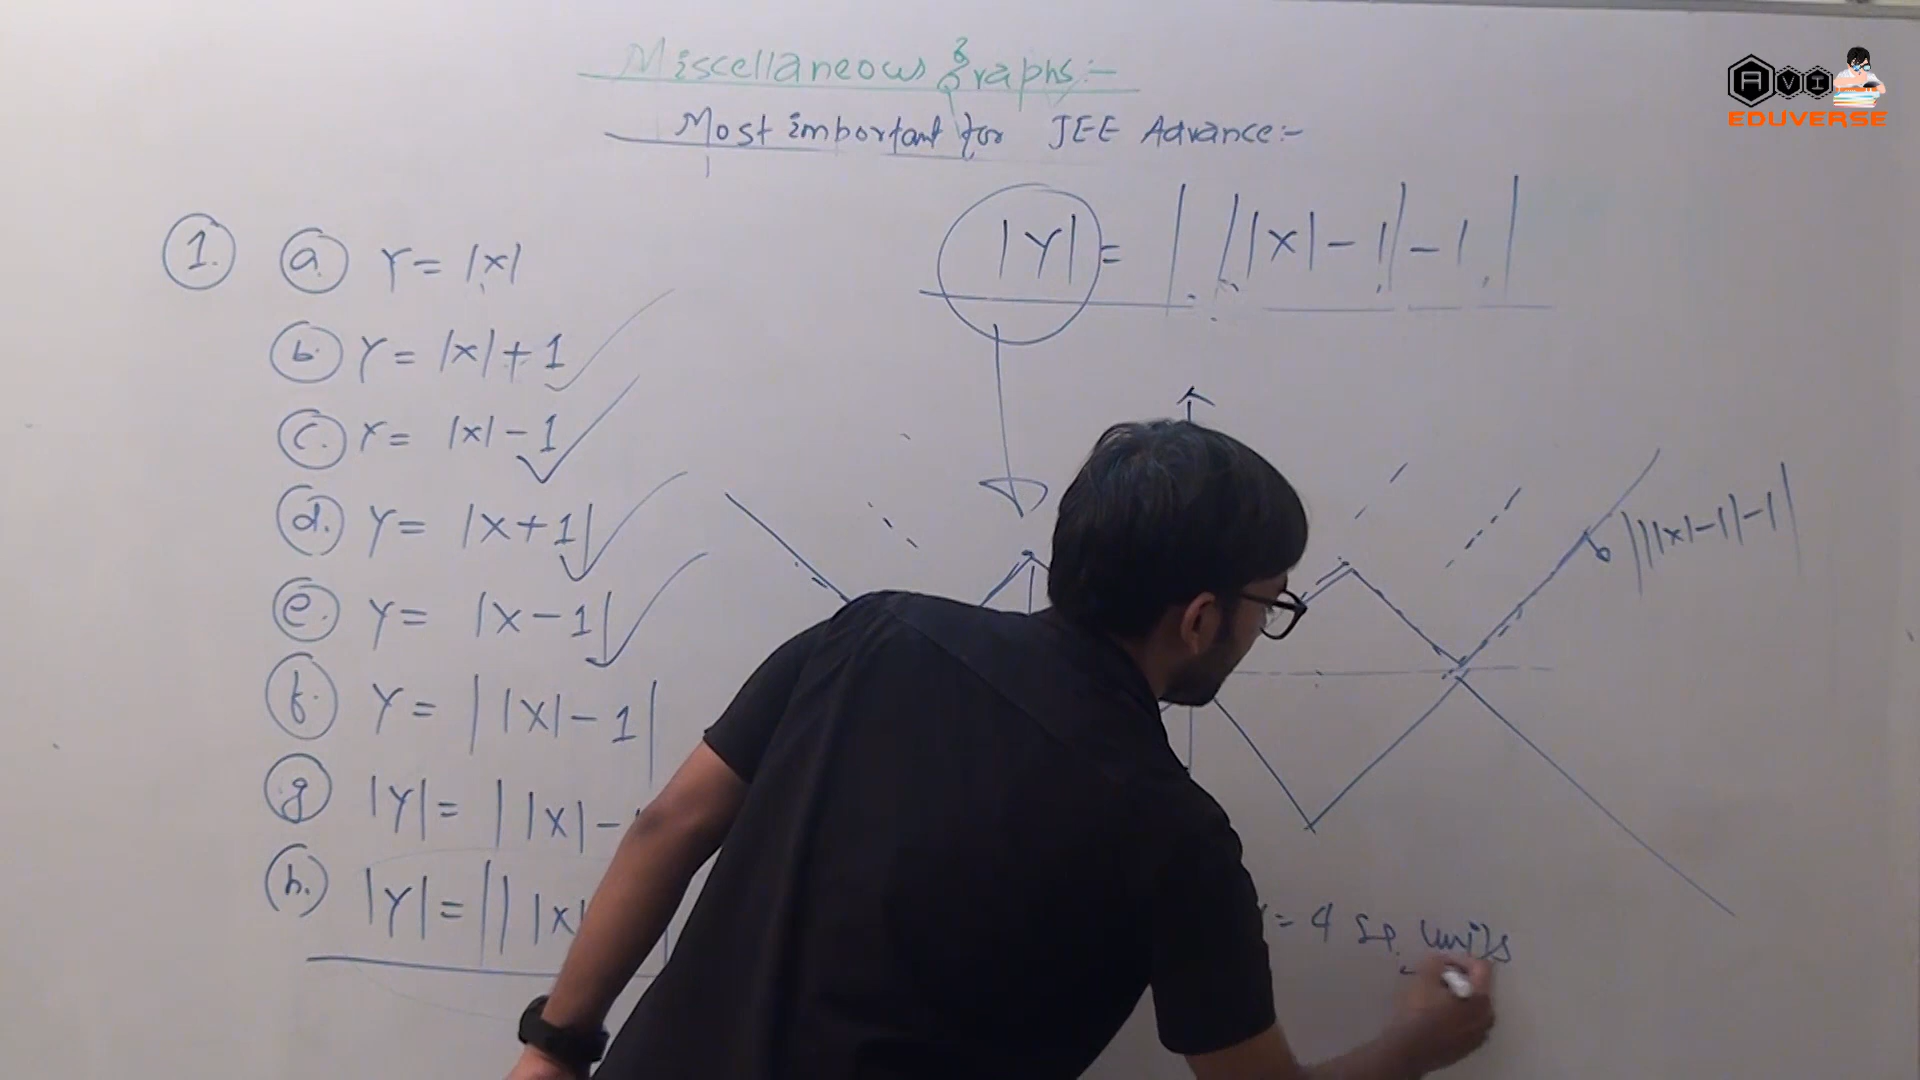 Miscellaneous Graphs:-
Most important for JEE Advance:-
AVI
EDUVERSE
|Y| = | ||x|-1|-1 |
1. a. Y = |x|
b. Y = |x|+1
c. Y = |x|-1
d. Y = |x+1|
e. Y = |x-1|
f. Y = ||x|-1|
g |Y| = ||x|-
h. |Y| = |||x|
|||x|-1|-1|
= 4 sq. units